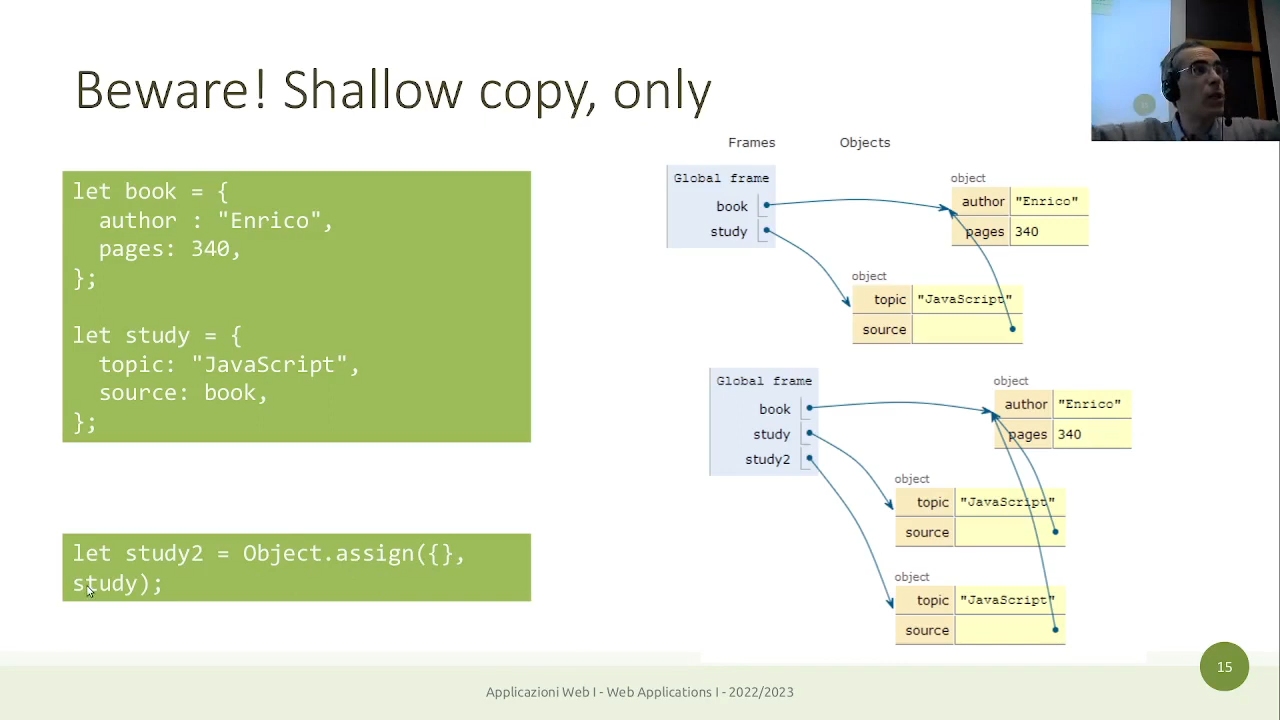 Beware! Shallow copy, only
let book = {
author : "Enrico",
pages: 340,
};
let study = {
topic: "JavaScript",
source: book,
};
let study2 = Object.assign({},
study);
Frames Objects
Global frame
book
study
object
author "Enrico"
pages 340
object
topic "JavaScript"
source
Global frame
book
study
study2
object
author "Enrico"
pages 340
object
topic "JavaScript"
source
object
topic "JavaScript"
source
Applicazioni Web I - Web Applications I - 2022/2023
15